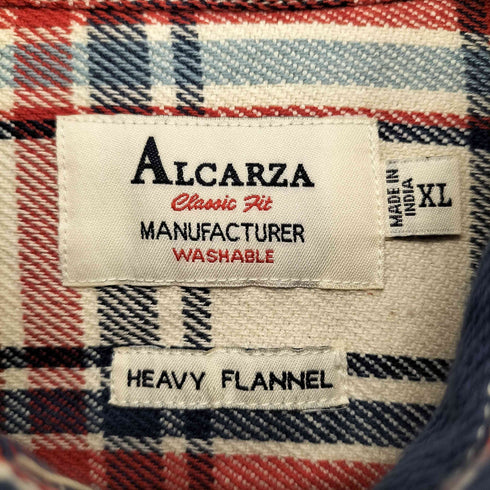 ALCARZA
Classic Fit
MANUFACTURER
WASHABLE
MADE IN
INDIA
XL
HEAVY FLANNEL